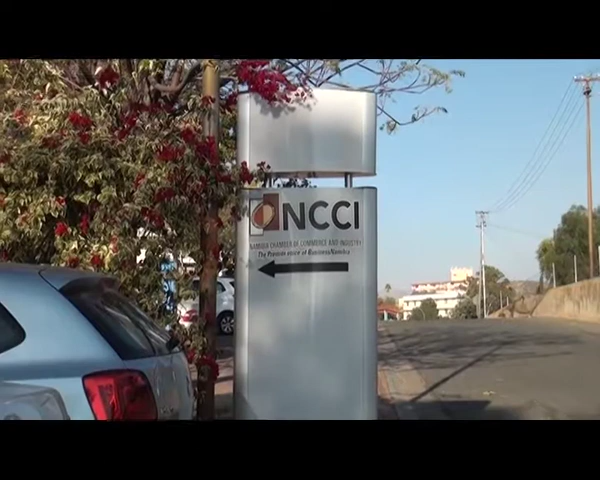 NCCI
NAMIBIA CHAMBER OF COMMERCE AND INDUSTRY
The Premier voice of Business Namibia